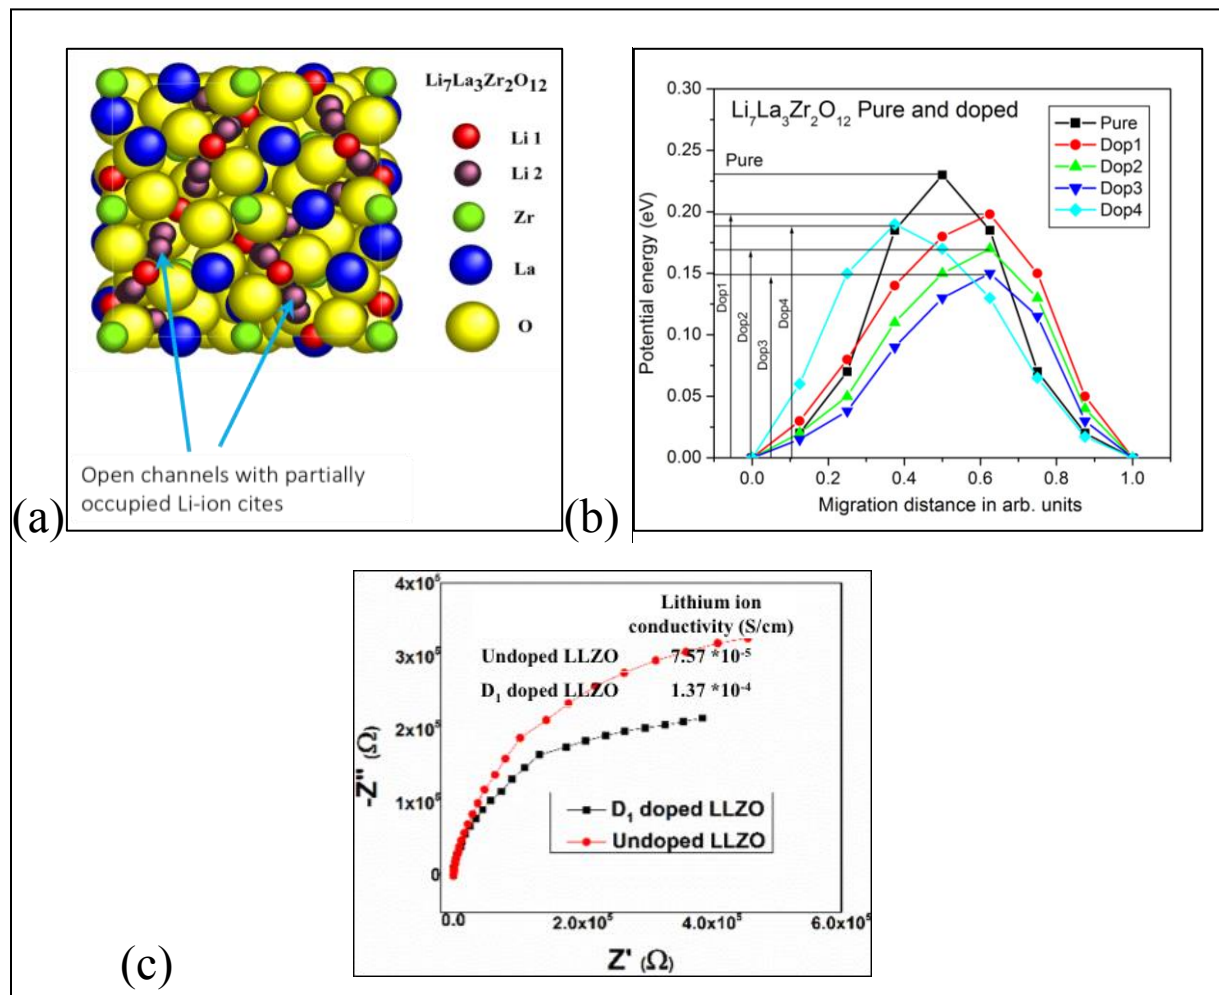 Li7La3Zr2O12
Li 1
Li 2
Zr
La
O
Open channels with partially
occupied Li-ion cites
(a)
Li7La3Zr2O12 Pure and doped
Pure
Dop1
Dop2
Dop3
Dop4
Pure
Dop1
Dop2
Dop3
Dop4
0.30
0.25
0.20
0.15
0.10
0.05
0.00
Potential energy (eV)
0.0 0.2 0.4 0.6 0.8 1.0
Migration distance in arb. units
(b)
4x10⁵
3x10⁵
2x10⁵
1x10⁵
0
-Z" (Ω)
Lithium ion
conductivity (S/cm)
Undoped LLZO 7.57 *10⁻⁵
D₁ doped LLZO 1.37 *10⁻⁴
D₁ doped LLZO
Undoped LLZO
0.0 2.0x10⁵ 4.0x10⁵ 6.0x10⁵
Z' (Ω)
(c)